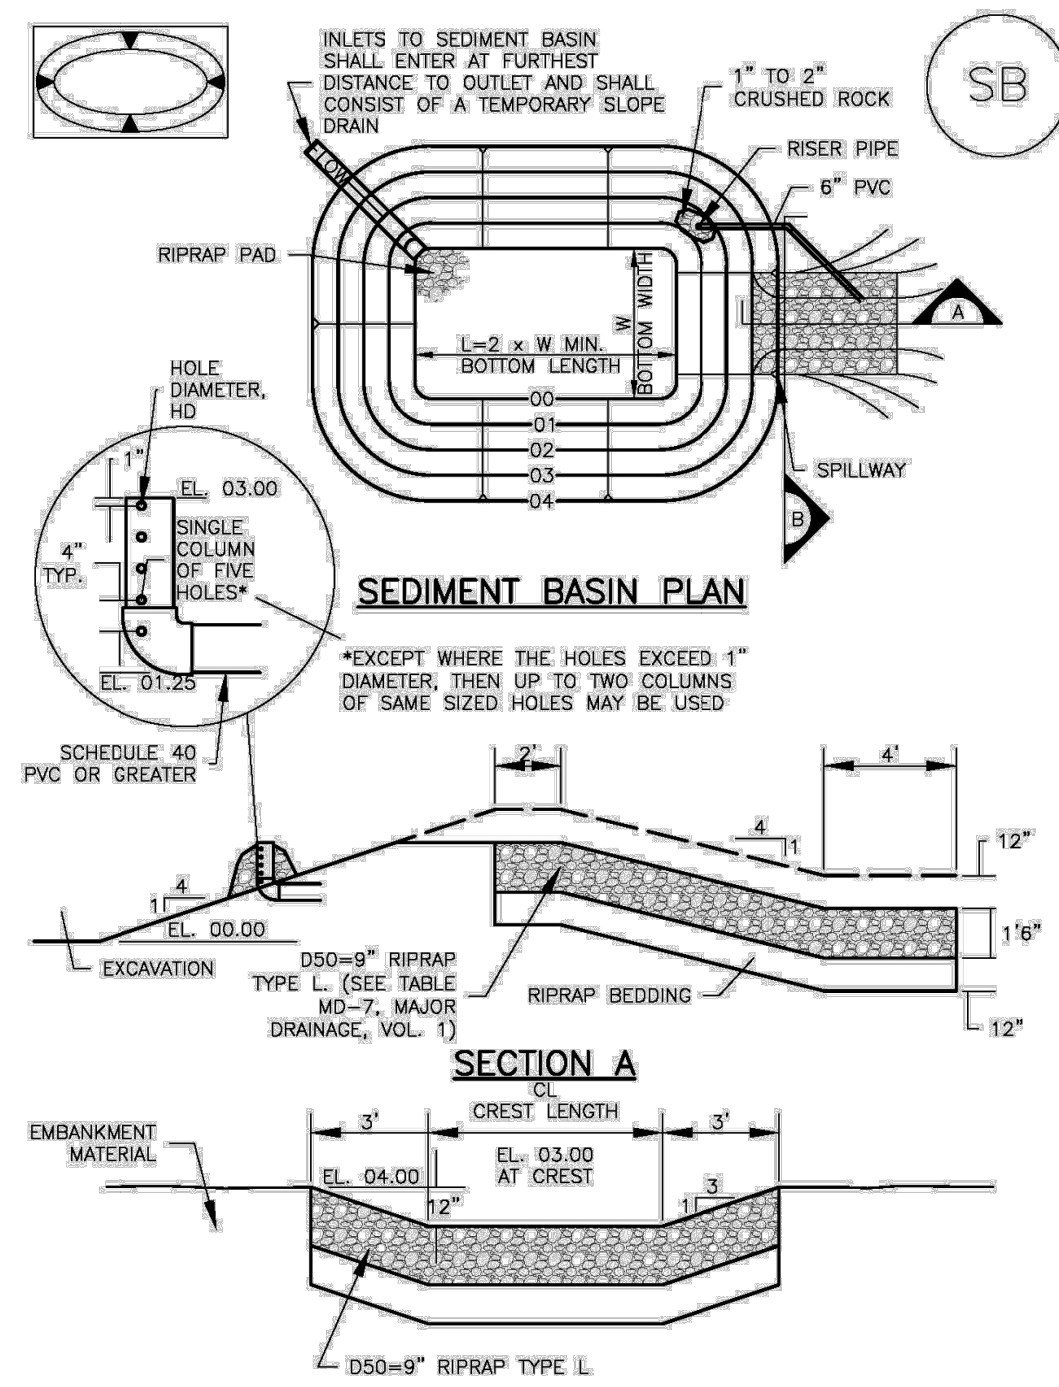 INLETS TO SEDIMENT BASIN
SHALL ENTER AT FURTHEST
DISTANCE TO OUTLET AND SHALL
CONSIST OF A TEMPORARY SLOPE
DRAIN
1" TO 2"
CRUSHED ROCK
SB
RISER PIPE
6" PVC
FLOW
RIPRAP PAD
BOTTOM WIDTH
W
L=2 x W MIN.
BOTTOM LENGTH
A
00
01
02
03
04
SPILLWAY
B
HOLE
DIAMETER,
HD
1"
EL. 03.00
4"
TYP.
SINGLE
COLUMN
OF FIVE
HOLES*
EL. 01.25
SEDIMENT BASIN PLAN
*EXCEPT WHERE THE HOLES EXCEED 1"
DIAMETER, THEN UP TO TWO COLUMNS
OF SAME SIZED HOLES MAY BE USED
SCHEDULE 40
PVC OR GREATER
2'
4'
4
1
12"
4
1
EL. 00.00
1'6"
EXCAVATION
D50=9" RIPRAP
TYPE L. (SEE TABLE
MD-7, MAJOR
DRAINAGE, VOL. 1)
RIPRAP BEDDING
12"
SECTION A
CL
CREST LENGTH
3'
3'
EMBANKMENT
MATERIAL
EL. 04.00
EL. 03.00
AT CREST
12"
3
1
D50=9" RIPRAP TYPE L